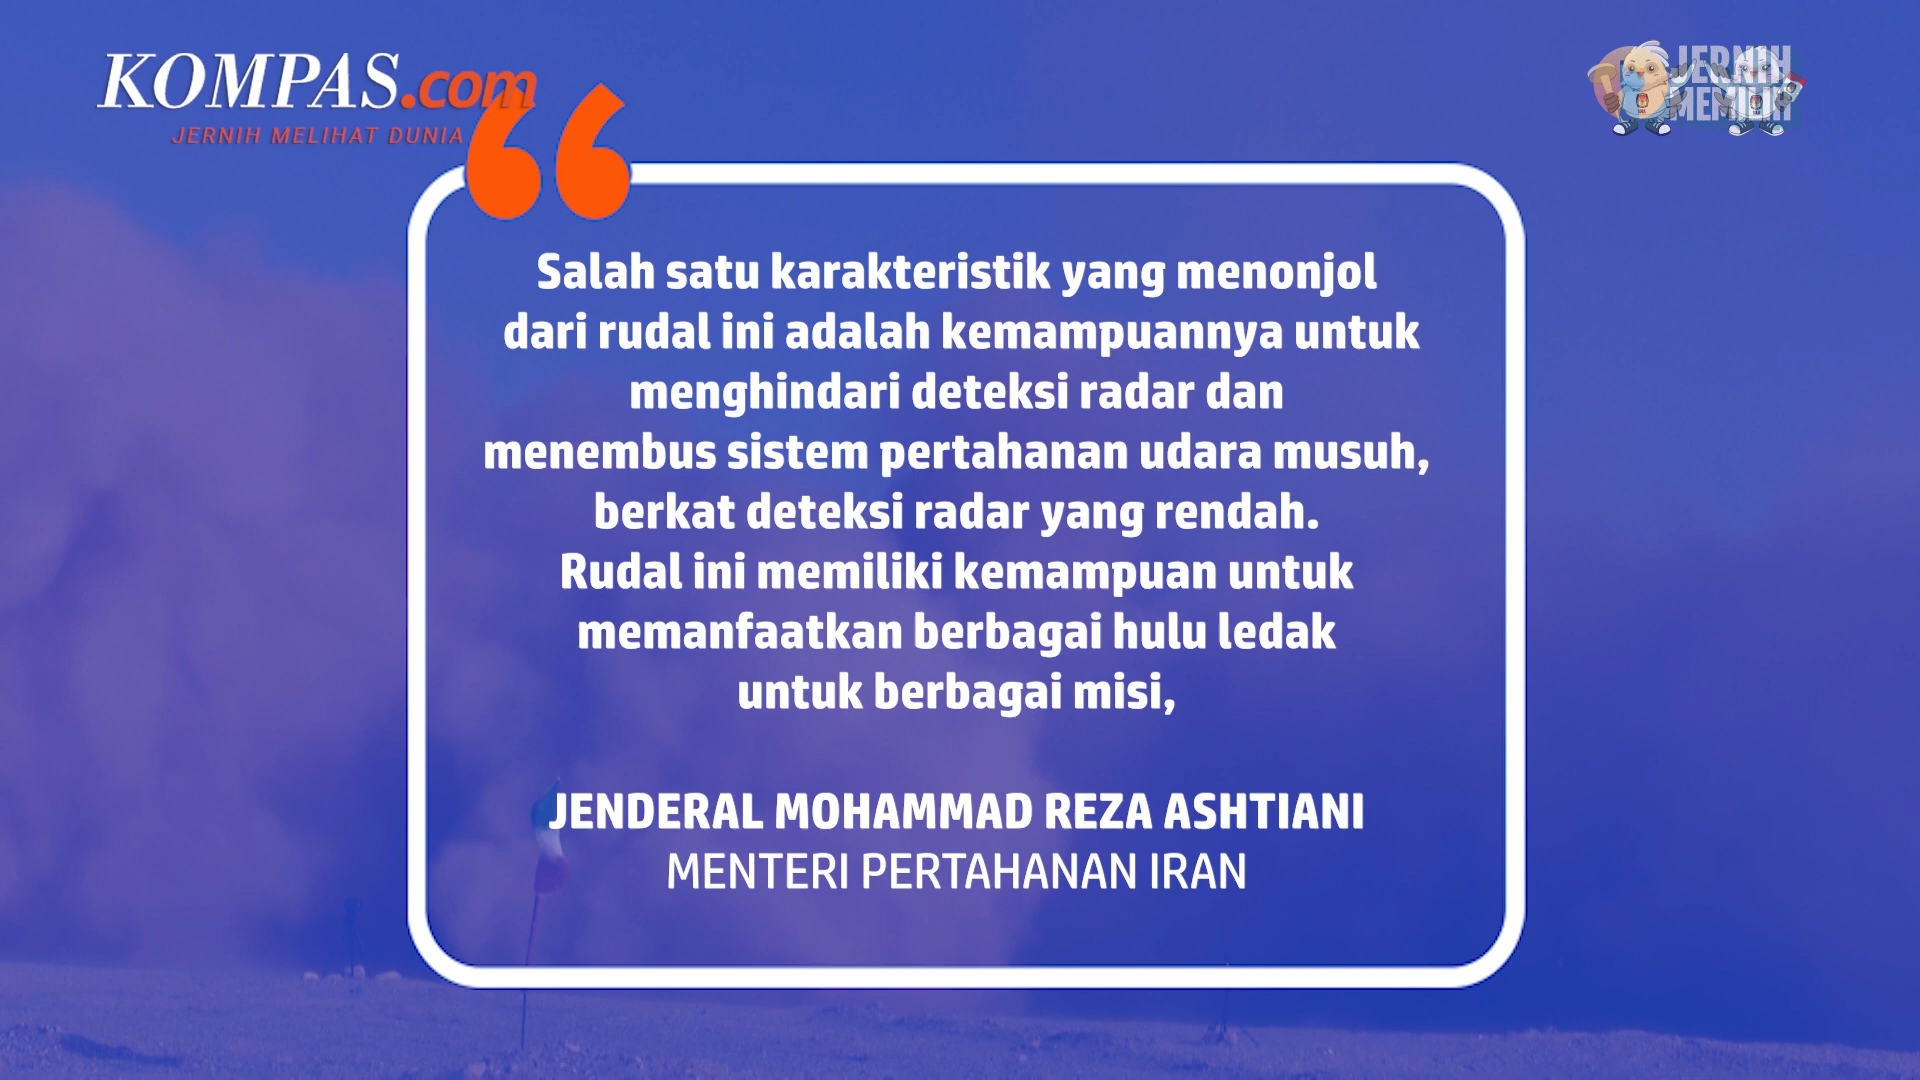 KOMPAS.com
JERNIH MELIHAT DUNIA
JERNIH
MEMILIH
Salah satu karakteristik yang menonjol
dari rudal ini adalah kemampuannya untuk
menghindari deteksi radar dan
menembus sistem pertahanan udara musuh,
berkat deteksi radar yang rendah.
Rudal ini memiliki kemampuan untuk
memanfaatkan berbagai hulu ledak
untuk berbagai misi,
JENDERAL MOHAMMAD REZA ASHTIANI
MENTERI PERTAHANAN IRAN